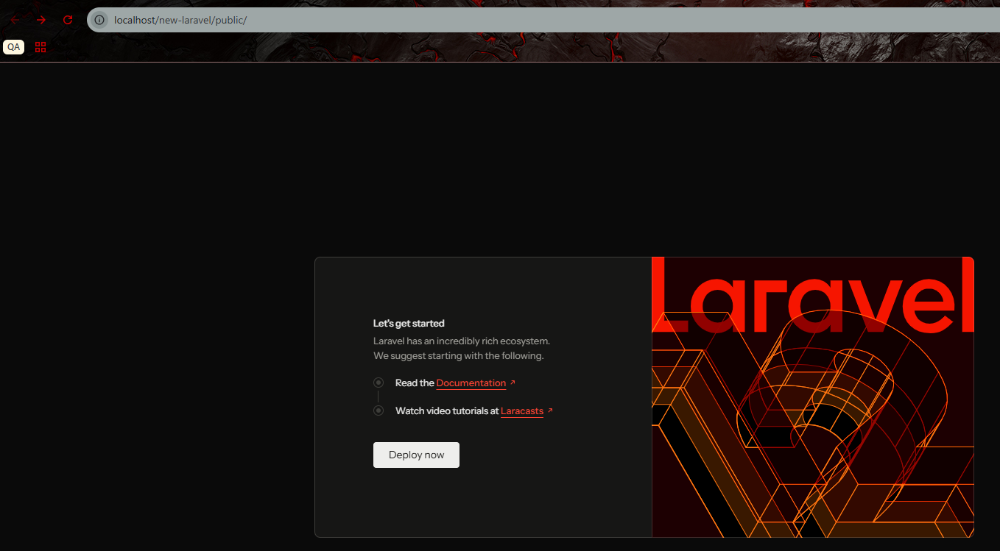 localhost/new-laravel/public/
QA
Laravel
Let's get started
Laravel has an incredibly rich ecosystem.
We suggest starting with the following.
Read the Documentation
Watch video tutorials at Laracasts
Deploy now